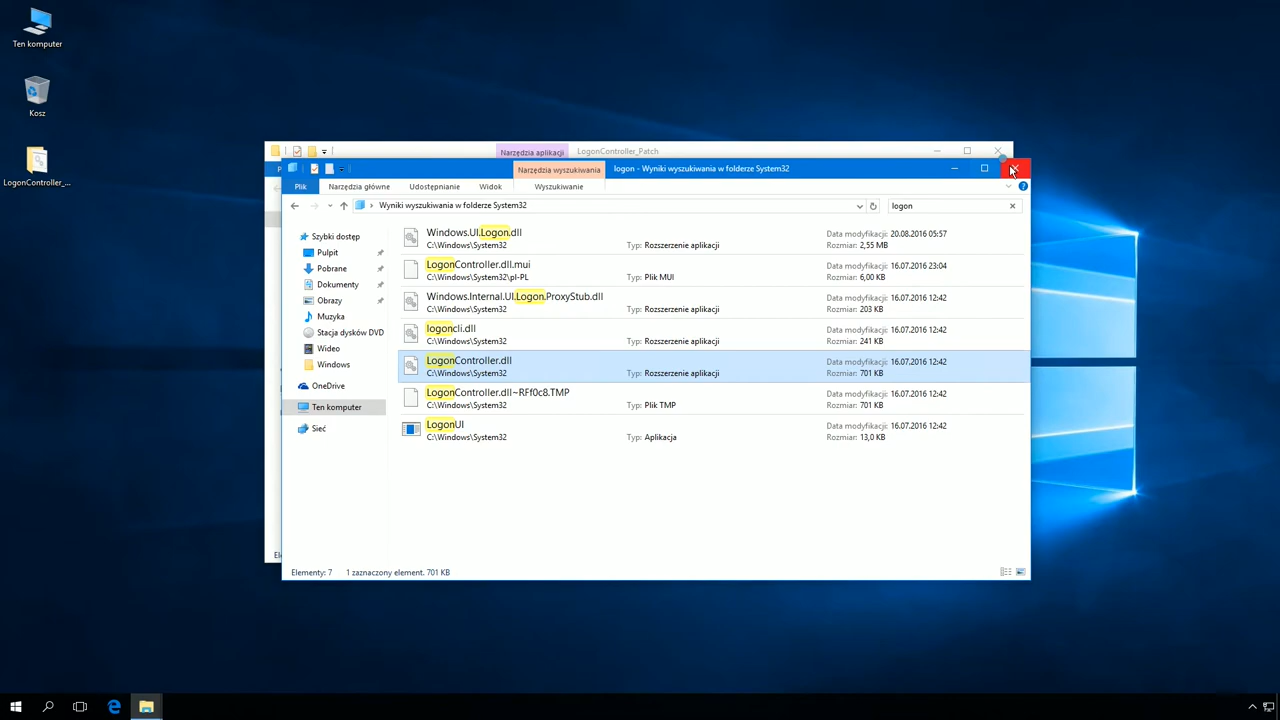 Ten komputer
Kosz
LogonController_...
Narzędzia aplikacji
LogonController_Patch
Narzędzia wyszukiwania
logon - Wyniki wyszukiwania w folderze System32
Plik
Narzędzia główne
Udostępnianie
Widok
Wyszukiwanie
Wyniki wyszukiwania w folderze System32
logon
Szybki dostęp
Pulpit
Pobrane
Dokumenty
Obrazy
Muzyka
Stacja dysków DVD
Wideo
Windows
OneDrive
Ten komputer
Sieć
Windows.UI.Logon.dll
Data modyfikacji: 20.08.2016 05:57
C:\Windows\System32
Typ: Rozszerzenie aplikacji
Rozmiar: 2,55 MB
LogonController.dll.mui
Data modyfikacji: 16.07.2016 23:04
C:\Windows\System32\pl-PL
Typ: Plik MUI
Rozmiar: 6,00 KB
Windows.Internal.UI.Logon.ProxyStub.dll
Data modyfikacji: 16.07.2016 12:42
C:\Windows\System32
Typ: Rozszerzenie aplikacji
Rozmiar: 203 KB
logoncli.dll
Data modyfikacji: 16.07.2016 12:42
C:\Windows\System32
Typ: Rozszerzenie aplikacji
Rozmiar: 241 KB
LogonController.dll
Data modyfikacji: 16.07.2016 12:42
C:\Windows\System32
Typ: Rozszerzenie aplikacji
Rozmiar: 701 KB
LogonController.dll~RFf0c8.TMP
Data modyfikacji: 16.07.2016 12:42
C:\Windows\System32
Typ: Plik TMP
Rozmiar: 701 KB
LogonUI
Data modyfikacji: 16.07.2016 12:42
C:\Windows\System32
Typ: Aplikacja
Rozmiar: 13,0 KB
Elementy: 7
1 zaznaczony element. 701 KB